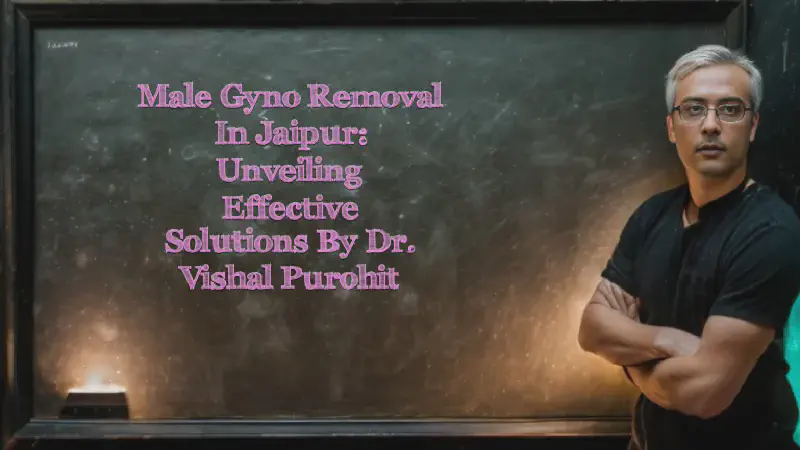 Male Gyno Removal
In Jaipur:
Unveiling
Effective
Solutions By Dr.
Vishal Purohit